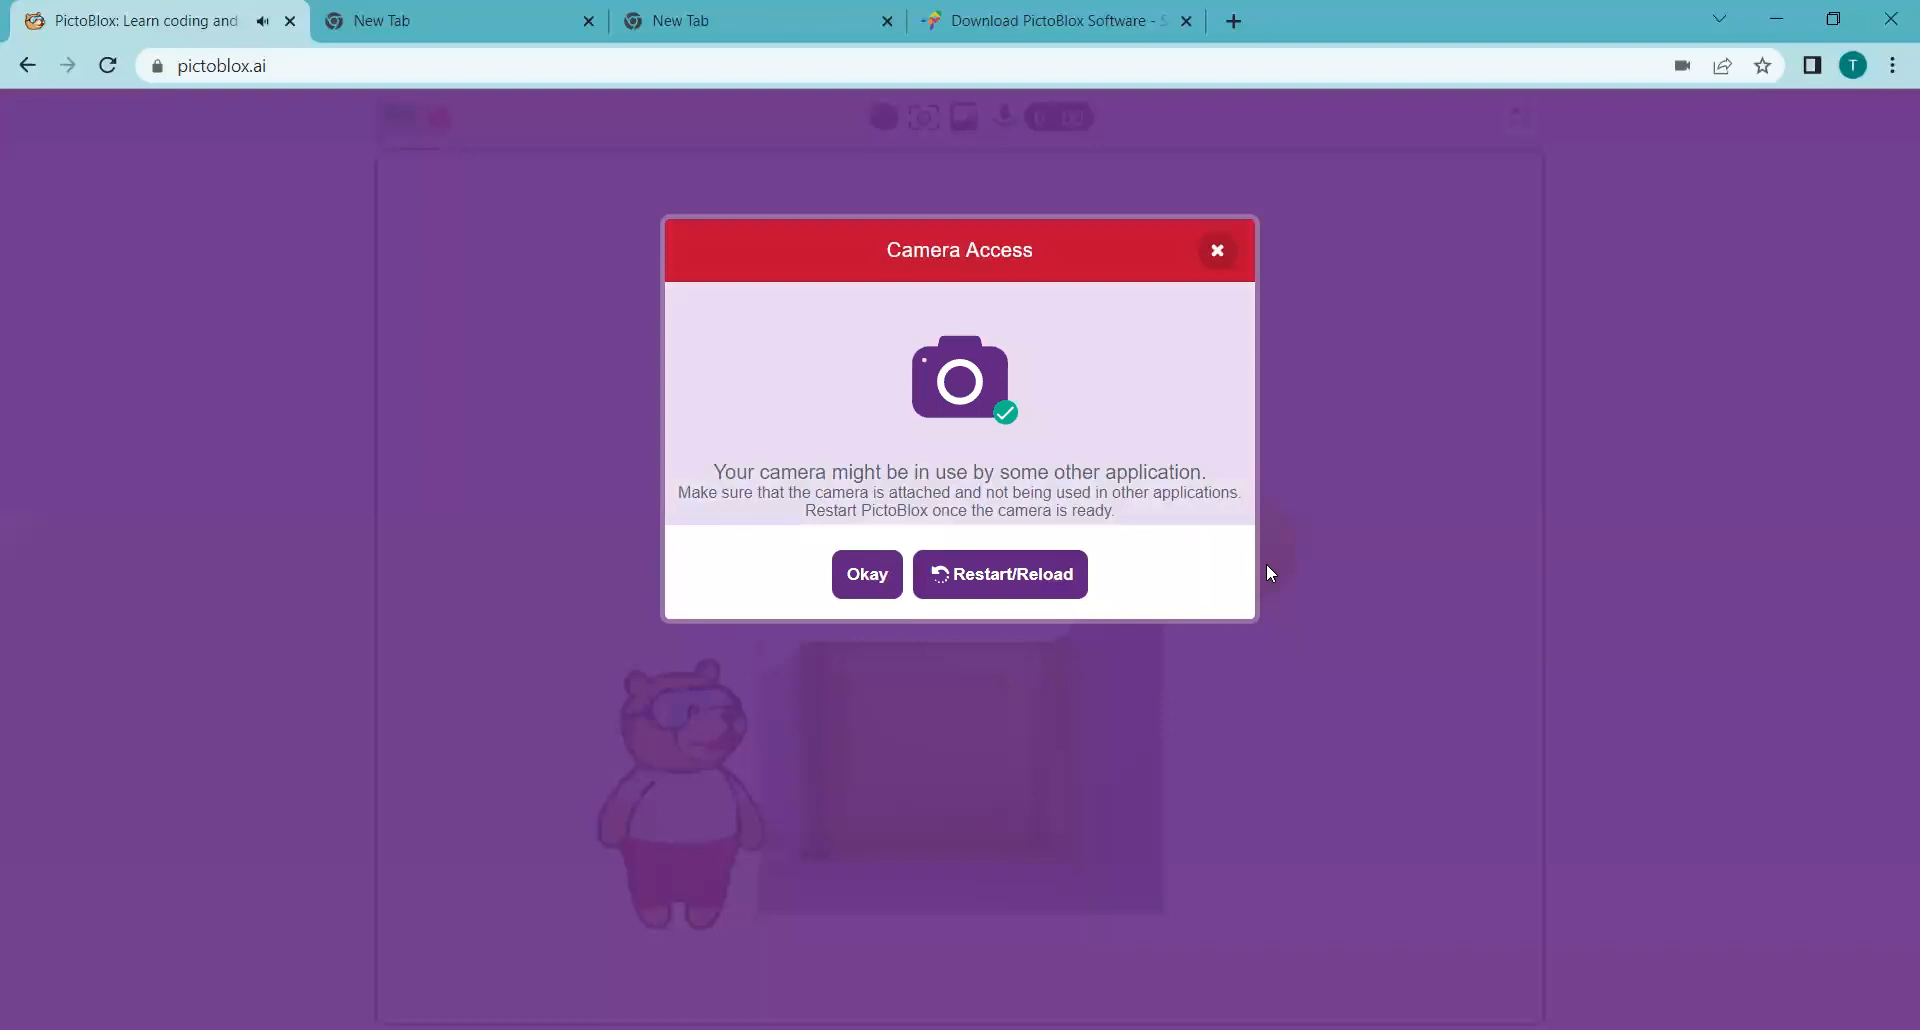 PictoBlox: Learn coding and
New Tab
New Tab
Download PictoBlox Software -
pictoblox.ai
T
Camera Access
Your camera might be in use by some other application.
Make sure that the camera is attached and not being used in other applications.
Restart PictoBlox once the camera is ready.
Okay
Restart/Reload